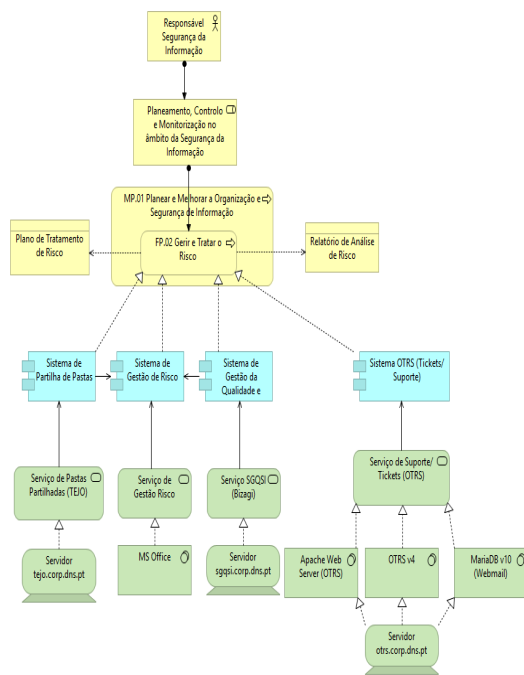 Responsável
Segurança da
Informação
Planeamento, Controlo
e Monitorização no
âmbito da Segurança da
Informação
MP.01 Planear e Melhorar a Organização e
Segurança de Informação
FP.02 Gerir e Tratar o
Risco
Plano de Tratamento
de Risco
Relatório de Análise
de Risco
Sistema de
Partilha de Pastas
Sistema de
Gestão de Risco
Sistema de
Gestão da
Qualidade e
Sistema OTRS (Tickets/
Suporte)
Serviço de Pastas
Partilhadas (TEJO)
Serviço de
Gestão Risco
Serviço SGQSI
(Bizagi)
Serviço de Suporte/
Tickets (OTRS)
Servidor
tejo.corp.dns.pt
MS Office
Servidor
sgqsi.corp.dns.pt
Apache Web
Server (OTRS)
OTRS v4
MariaDB v10
(Webmail)
Servidor
otrs.corp.dns.pt